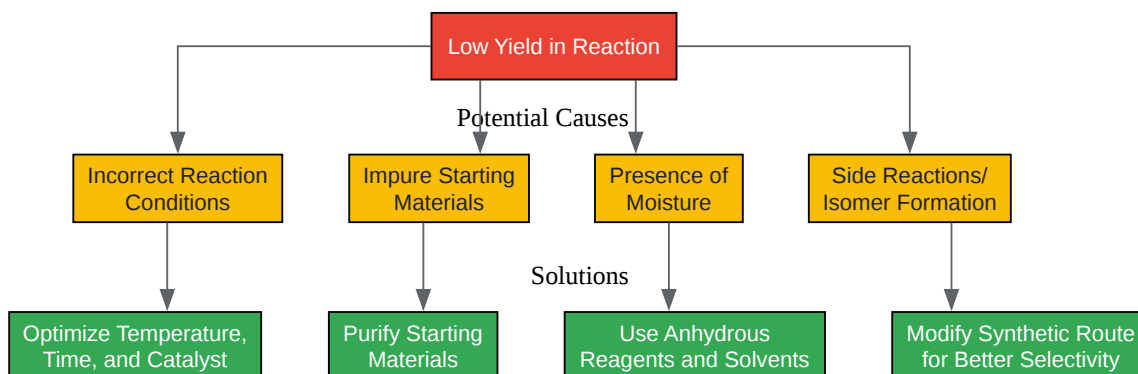 Low Yield in Reaction
Potential Causes
Incorrect Reaction
Conditions
Impure Starting
Materials
Presence of
Moisture
Side Reactions/
Isomer Formation
Solutions
Optimize Temperature,
Time, and Catalyst
Purify Starting
Materials
Use Anhydrous
Reagents and Solvents
Modify Synthetic Route
for Better Selectivity